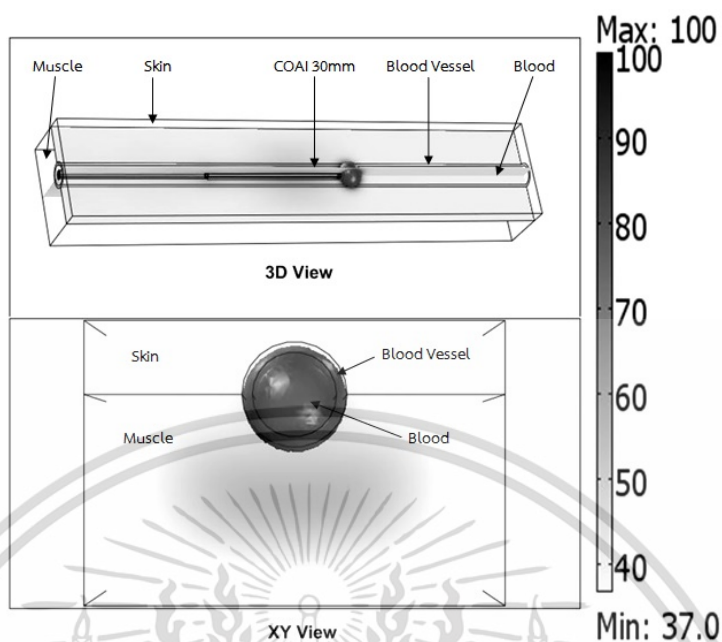 Max: 100
Muscle Skin COAI 30mm Blood Vessel Blood
3D View
Skin
Blood Vessel
Muscle
Blood
XY View
100
90
80
70
60
50
40
Min: 37.0